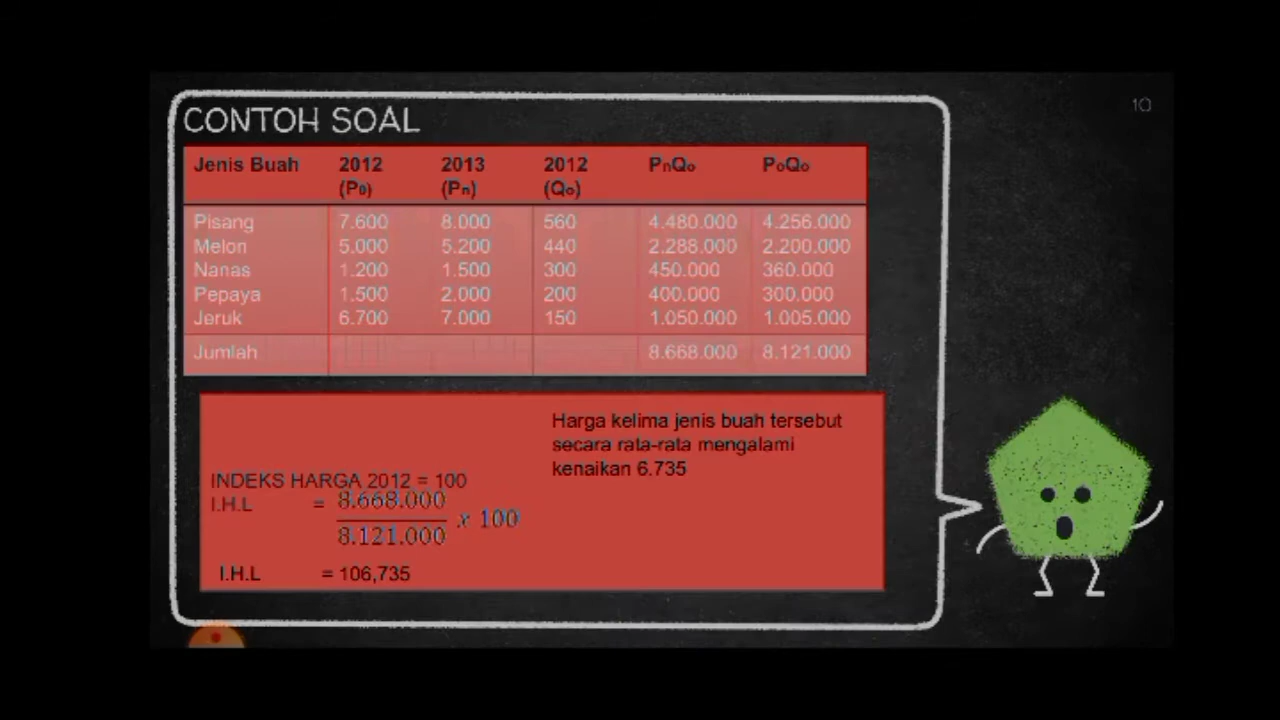 10
CONTOH SOAL
Jenis Buah 2012 (P₀) 2013 (Pₙ) 2012 (Q₀) PₙQ₀ P₀Q₀
Pisang 7.600 8.000 560 4.480.000 4.256.000
Melon 5.000 5.200 440 2.288.000 2.200.000
Nanas 1.200 1.500 300 450.000 360.000
Pepaya 1.500 2.000 200 400.000 300.000
Jeruk 6.700 7.000 150 1.050.000 1.005.000
Jumlah 8.668.000 8.121.000
Harga kelima jenis buah tersebut
secara rata-rata mengalami
kenaikan 6.735
INDEKS HARGA 2012 = 100
I.H.L = 8.668.000
8.121.000 x 100
I.H.L = 106,735